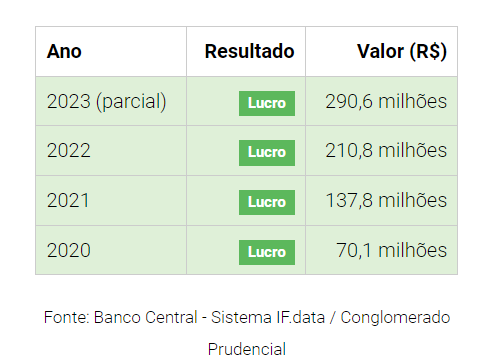 Ano Resultado Valor (R$)
2023 (parcial) Lucro 290,6 milhões
2022 Lucro 210,8 milhões
2021 Lucro 137,8 milhões
2020 Lucro 70,1 milhões
Fonte: Banco Central - Sistema IF.data / Conglomerado
Prudencial